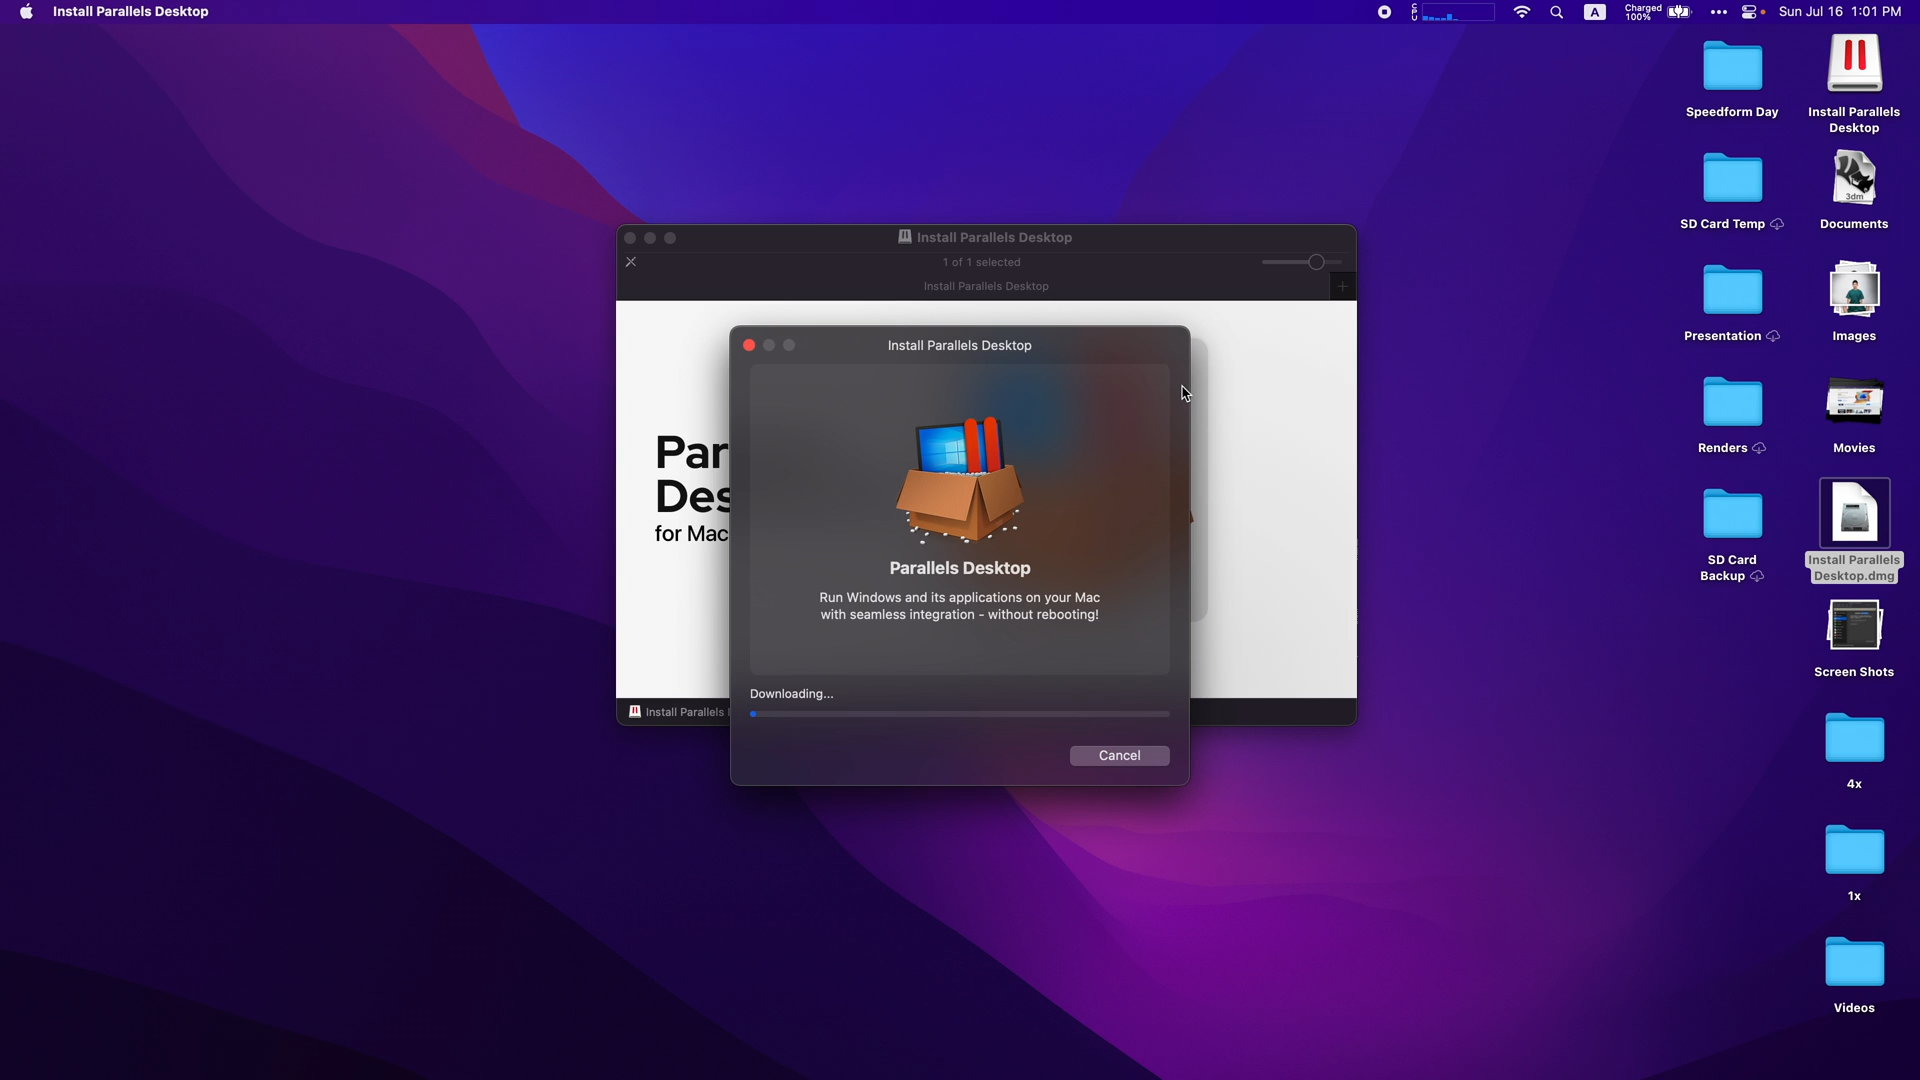 Install Parallels Desktop
CPU
A
Charged
100%
Sun Jul 16 1:01 PM
Speedform Day
Install Parallels
Desktop
SD Card Temp
3dm
Documents
Presentation
Images
Renders
Movies
SD Card
Backup
Install Parallels
Desktop.dmg
Screen Shots
4x
1x
Videos
Install Parallels Desktop
1 of 1 selected
Install Parallels Desktop
Par
Des
for Mac
Install Parallels
Install Parallels Desktop
Parallels Desktop
Run Windows and its applications on your Mac
with seamless integration - without rebooting!
Downloading...
Cancel